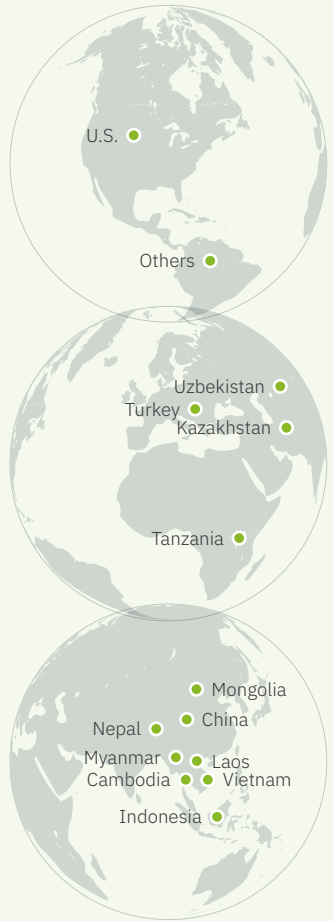 U.S.
Others
Uzbekistan
Turkey
Kazakhstan
Tanzania
Mongolia
China
Nepal
Myanmar
Laos
Cambodia
Vietnam
Indonesia